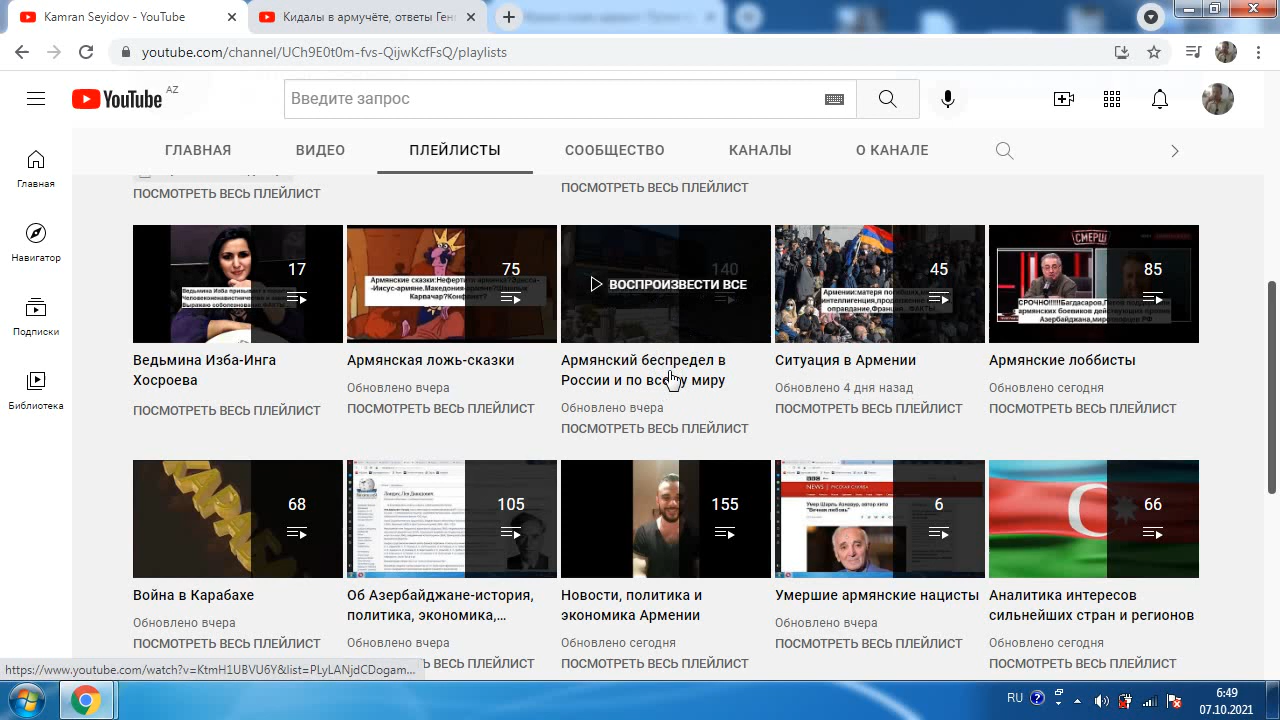 Kamran Seyidov - YouTube
Кидалы в армучёте, ответы Ген
youtube.com/channel/UCh9E0t0m-fvs-QijwKcfFsQ/playlists
YouTube AZ
Введите запрос
ГЛАВНАЯ ВИДЕО ПЛЕЙЛИСТЫ СООБЩЕСТВО КАНАЛЫ О КАНАЛЕ
Главная
Навигатор
Подписки
Библиотека
ПОСМОТРЕТЬ ВЕСЬ ПЛЕЙЛИСТ ПОСМОТРЕТЬ ВЕСЬ ПЛЕЙЛИСТ
17
Ведьмина Изба-Инга
Хосроева
ПОСМОТРЕТЬ ВЕСЬ ПЛЕЙЛИСТ
75
Армянская ложь-сказки
Обновлено вчера
ПОСМОТРЕТЬ ВЕСЬ ПЛЕЙЛИСТ
140
ВОСПРОИЗВЕСТИ ВСЕ
Армянский беспредел в
России и по всему миру
Обновлено вчера
ПОСМОТРЕТЬ ВЕСЬ ПЛЕЙЛИСТ
45
Ситуация в Армении
Обновлено 4 дня назад
ПОСМОТРЕТЬ ВЕСЬ ПЛЕЙЛИСТ
СМЕРШ
85
Армянские лоббисты
Обновлено сегодня
ПОСМОТРЕТЬ ВЕСЬ ПЛЕЙЛИСТ
Война в Карабахе
Обновлено вчера
ПОСМОТРЕТЬ ВЕСЬ ПЛЕЙЛИСТ
105
Об Азербайджане-история,
политика, экономика,...
Обновлено вчера
Ь ВЕСЬ ПЛЕЙЛИСТ
155
Новости, политика и
экономика Армении
Обновлено сегодня
ПОСМОТРЕТЬ ВЕСЬ ПЛЕЙЛИСТ
BBC
NEWS РУССКАЯ СЛУЖБА
6
Умершие армянские нацисты
Обновлено вчера
ПОСМОТРЕТЬ ВЕСЬ ПЛЕЙЛИСТ
66
Аналитика интересов
сильнейших стран и регионов
Обновлено сегодня
ПОСМОТРЕТЬ ВЕСЬ ПЛЕЙЛИСТ
https://www.youtube.com/watch?v=KtmH1UBVU6Y&list=PLyLANjdCDogam...
RU
6:49
07.10.2021